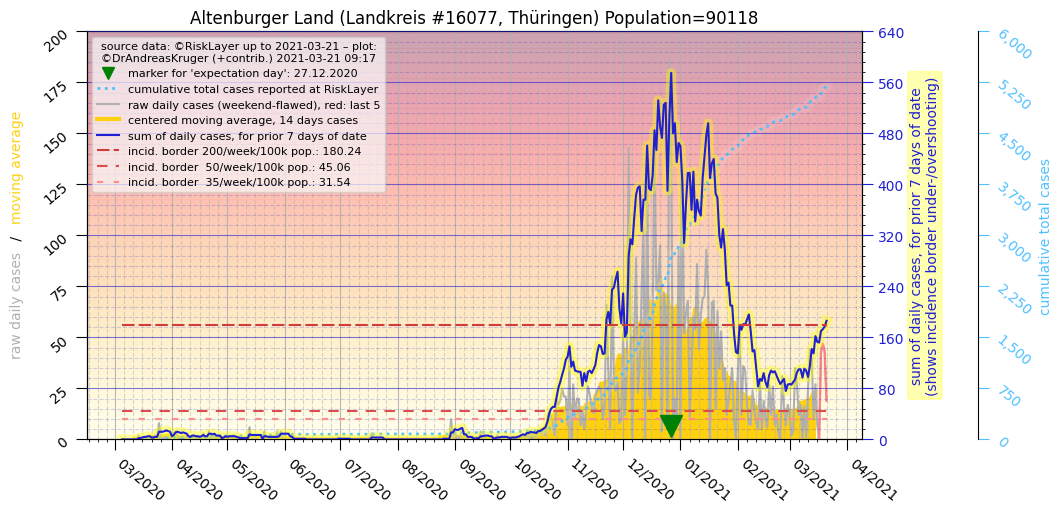 Altenburger Land (Landkreis #16077, Thüringen) Population=90118
source data: ©RiskLayer up to 2021-03-21 – plot:
©DrAndreasKruger (+contrib.) 2021-03-21 09:17
marker for 'expectation day': 27.12.2020
cumulative total cases reported at RiskLayer
raw daily cases (weekend-flawed), red: last 5
centered moving average, 14 days cases
sum of daily cases, for prior 7 days of date
incid. border 200/week/100k pop.: 180.24
incid. border  50/week/100k pop.: 45.06
incid. border  35/week/100k pop.: 31.54
raw daily cases  /  moving average
200
175
150
125
100
75
50
25
0
03/2020
04/2020
05/2020
06/2020
07/2020
08/2020
09/2020
10/2020
11/2020
12/2020
01/2021
02/2021
03/2021
04/2021
640
560
480
400
320
240
160
80
0
sum of daily cases, for prior 7 days of date
(shows incidence border under-/overshooting)
6,000
5,250
4,500
3,750
3,000
2,250
1,500
750
0
cumulative total cases